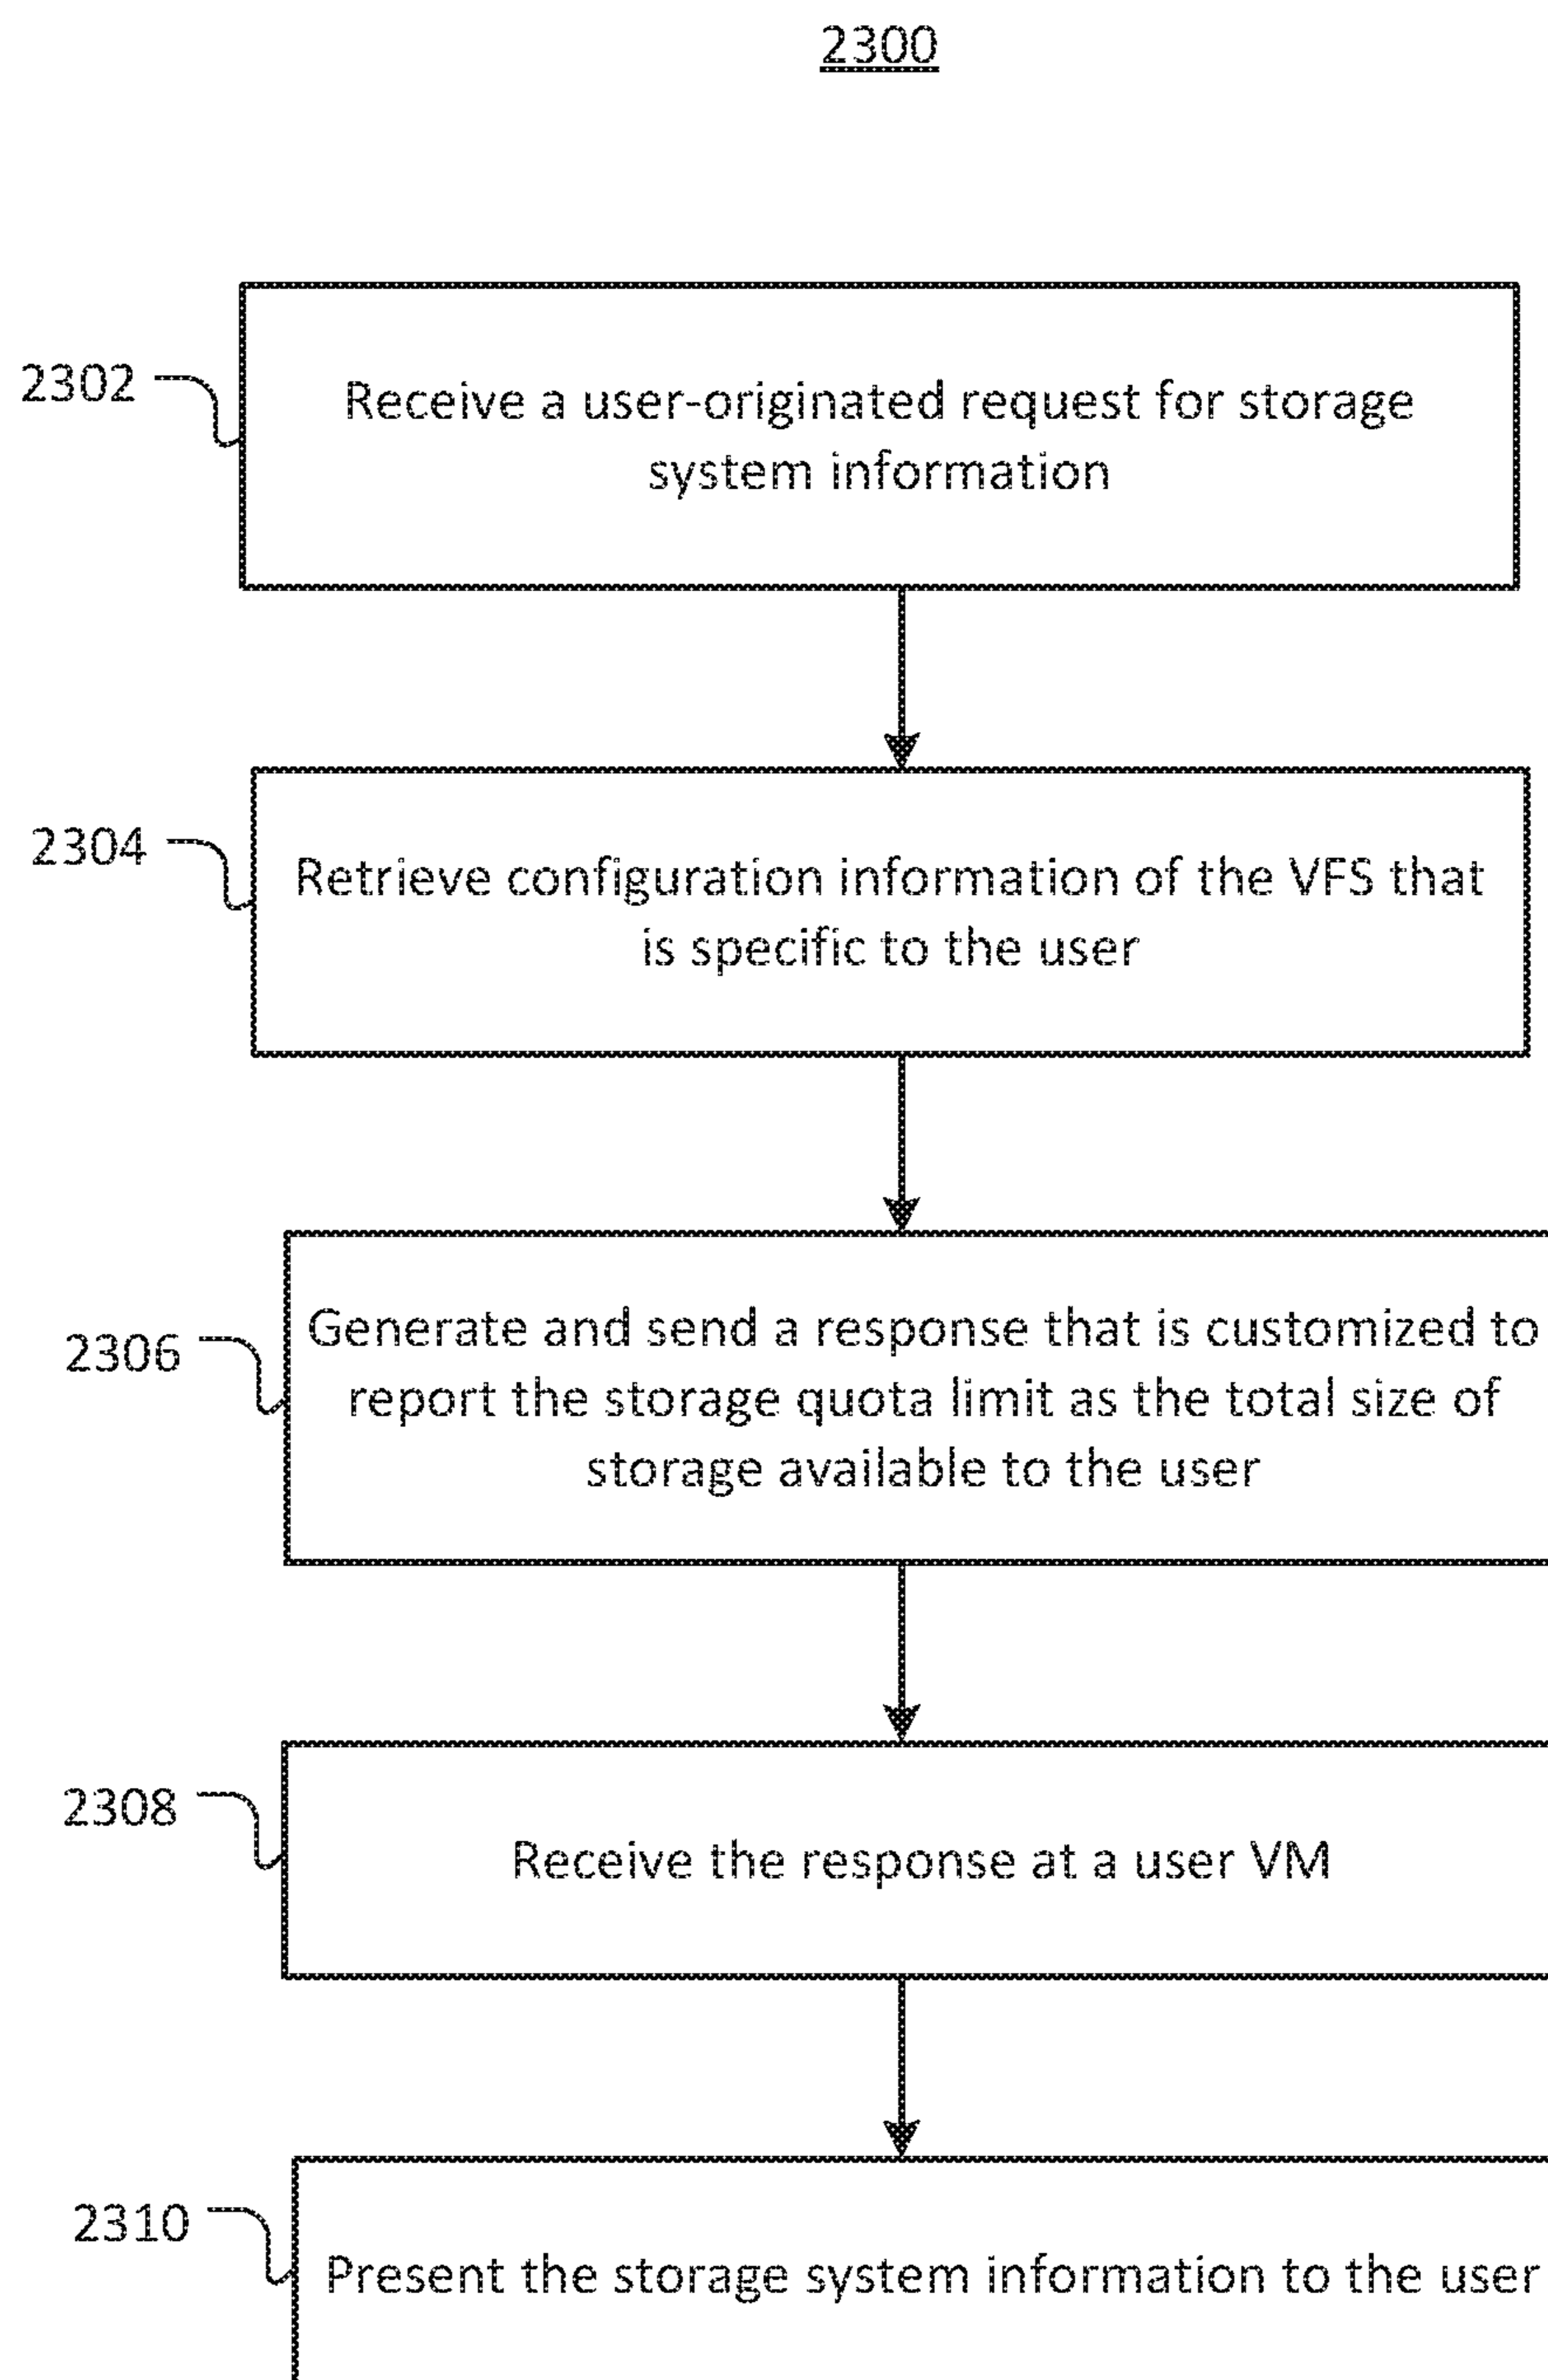 2300
2302
Receive a user-originated request for storage
system information
2304
Retrieve configuration information of the VFS that
is specific to the user
2306
Generate and send a response that is customized to
report the storage quota limit as the total size of
storage available to the user
2308
Receive the response at a user VM
2310
Present the storage system information to the user